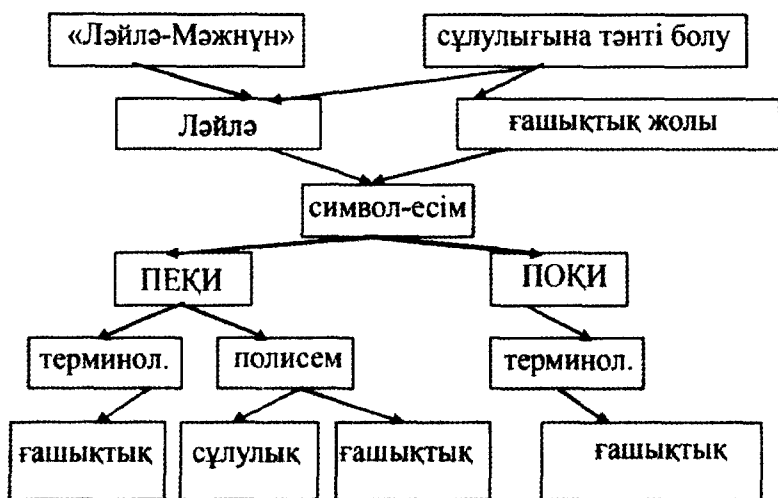 «Ләйлә-Мәжнүн»
сұлулығына тәнті болу
Ләйлә
ғашықтық жолы
символ-есім
ПЕҚИ
ПОҚИ
терминол.
полисем
терминол.
ғашықтық
сұлулық
ғашықтық
ғашықтық